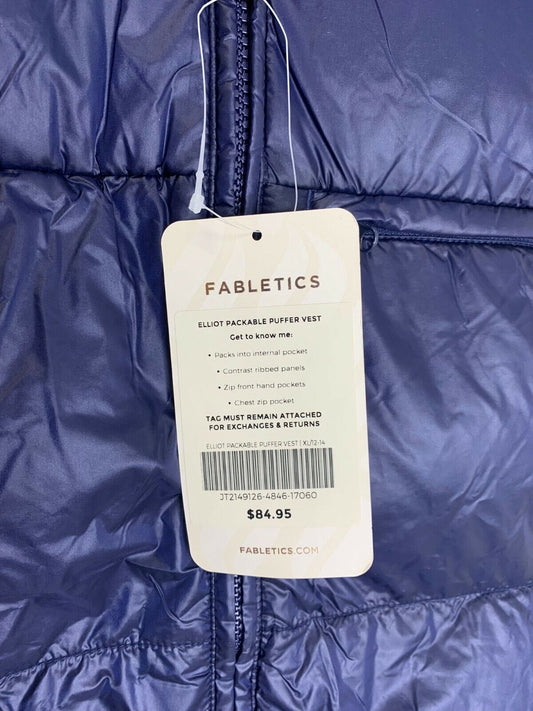 FABLETICS
ELLIOT PACKABLE PUFFER VEST
Get to know me:
• Packs into internal pocket
• Contrast ribbed panels
• Zip front hand pockets
• Chest zip pocket
TAG MUST REMAIN ATTACHED
FOR EXCHANGES & RETURNS
ELLIOT PACKABLE PUFFER VEST | XL/12-14
JT2149126-4846-17060
$84.95
FABLETICS.COM